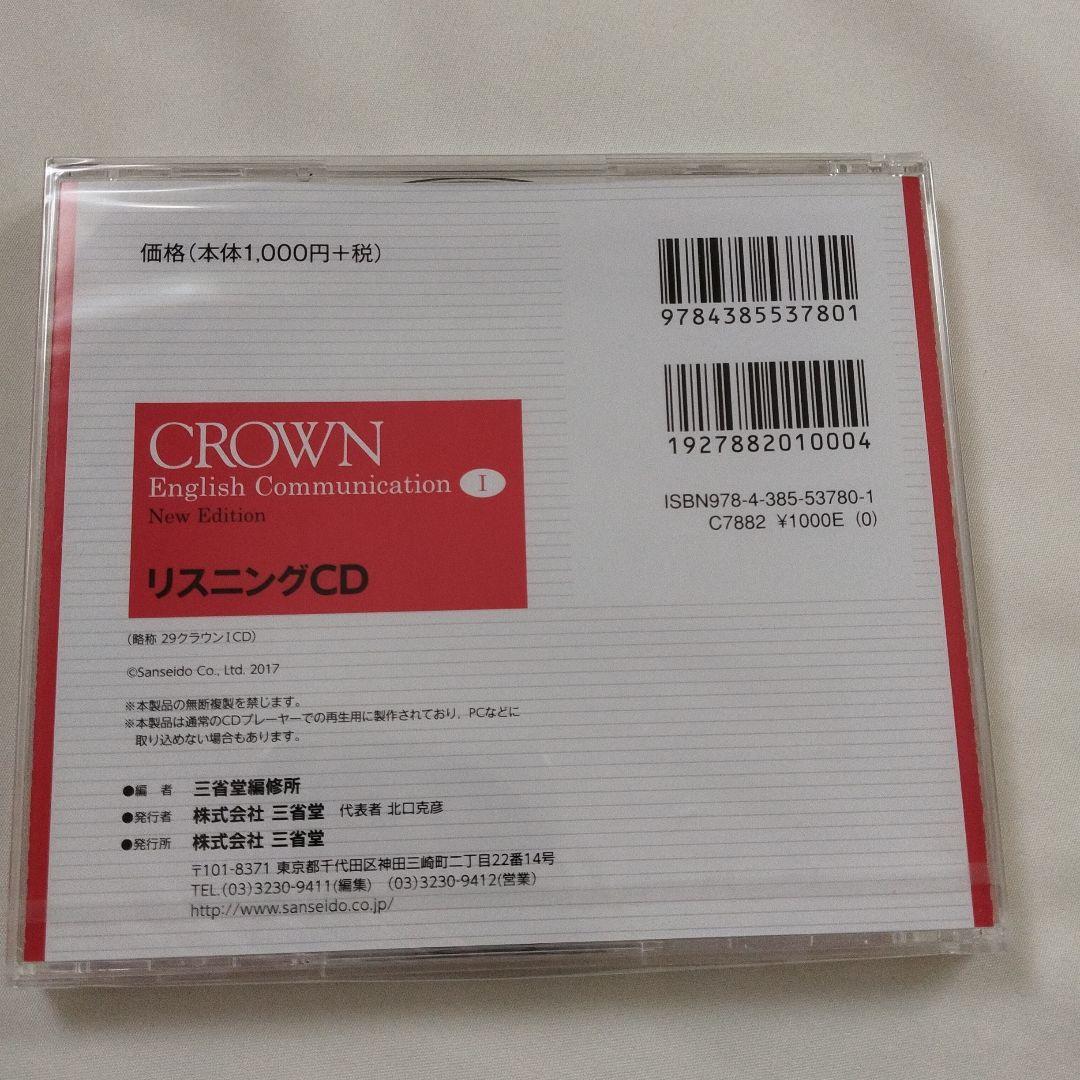 価格(本体1,000円+税)
9784385537801
1927882010004
ISBN978-4-385-53780-1
C7882 ¥1000E (0)
CROWN
English Communication I
New Edition
リスニングCD
(略称 29クラウンⅠCD)
©Sanseido Co., Ltd. 2017
※本製品の無断複製を禁じます。
※本製品は通常のCDプレーヤーでの再生用に製作されており，PCなどに
取り込めない場合もあります。
●編 者 三省堂編修所
●発行者 株式会社 三省堂 代表者 北口克彦
●発行所 株式会社 三省堂
〒101-8371 東京都千代田区神田三崎町二丁目22番14号
TEL.(03)3230-9411(編集) (03)3230-9412(営業)
http://www.sanseido.co.jp/